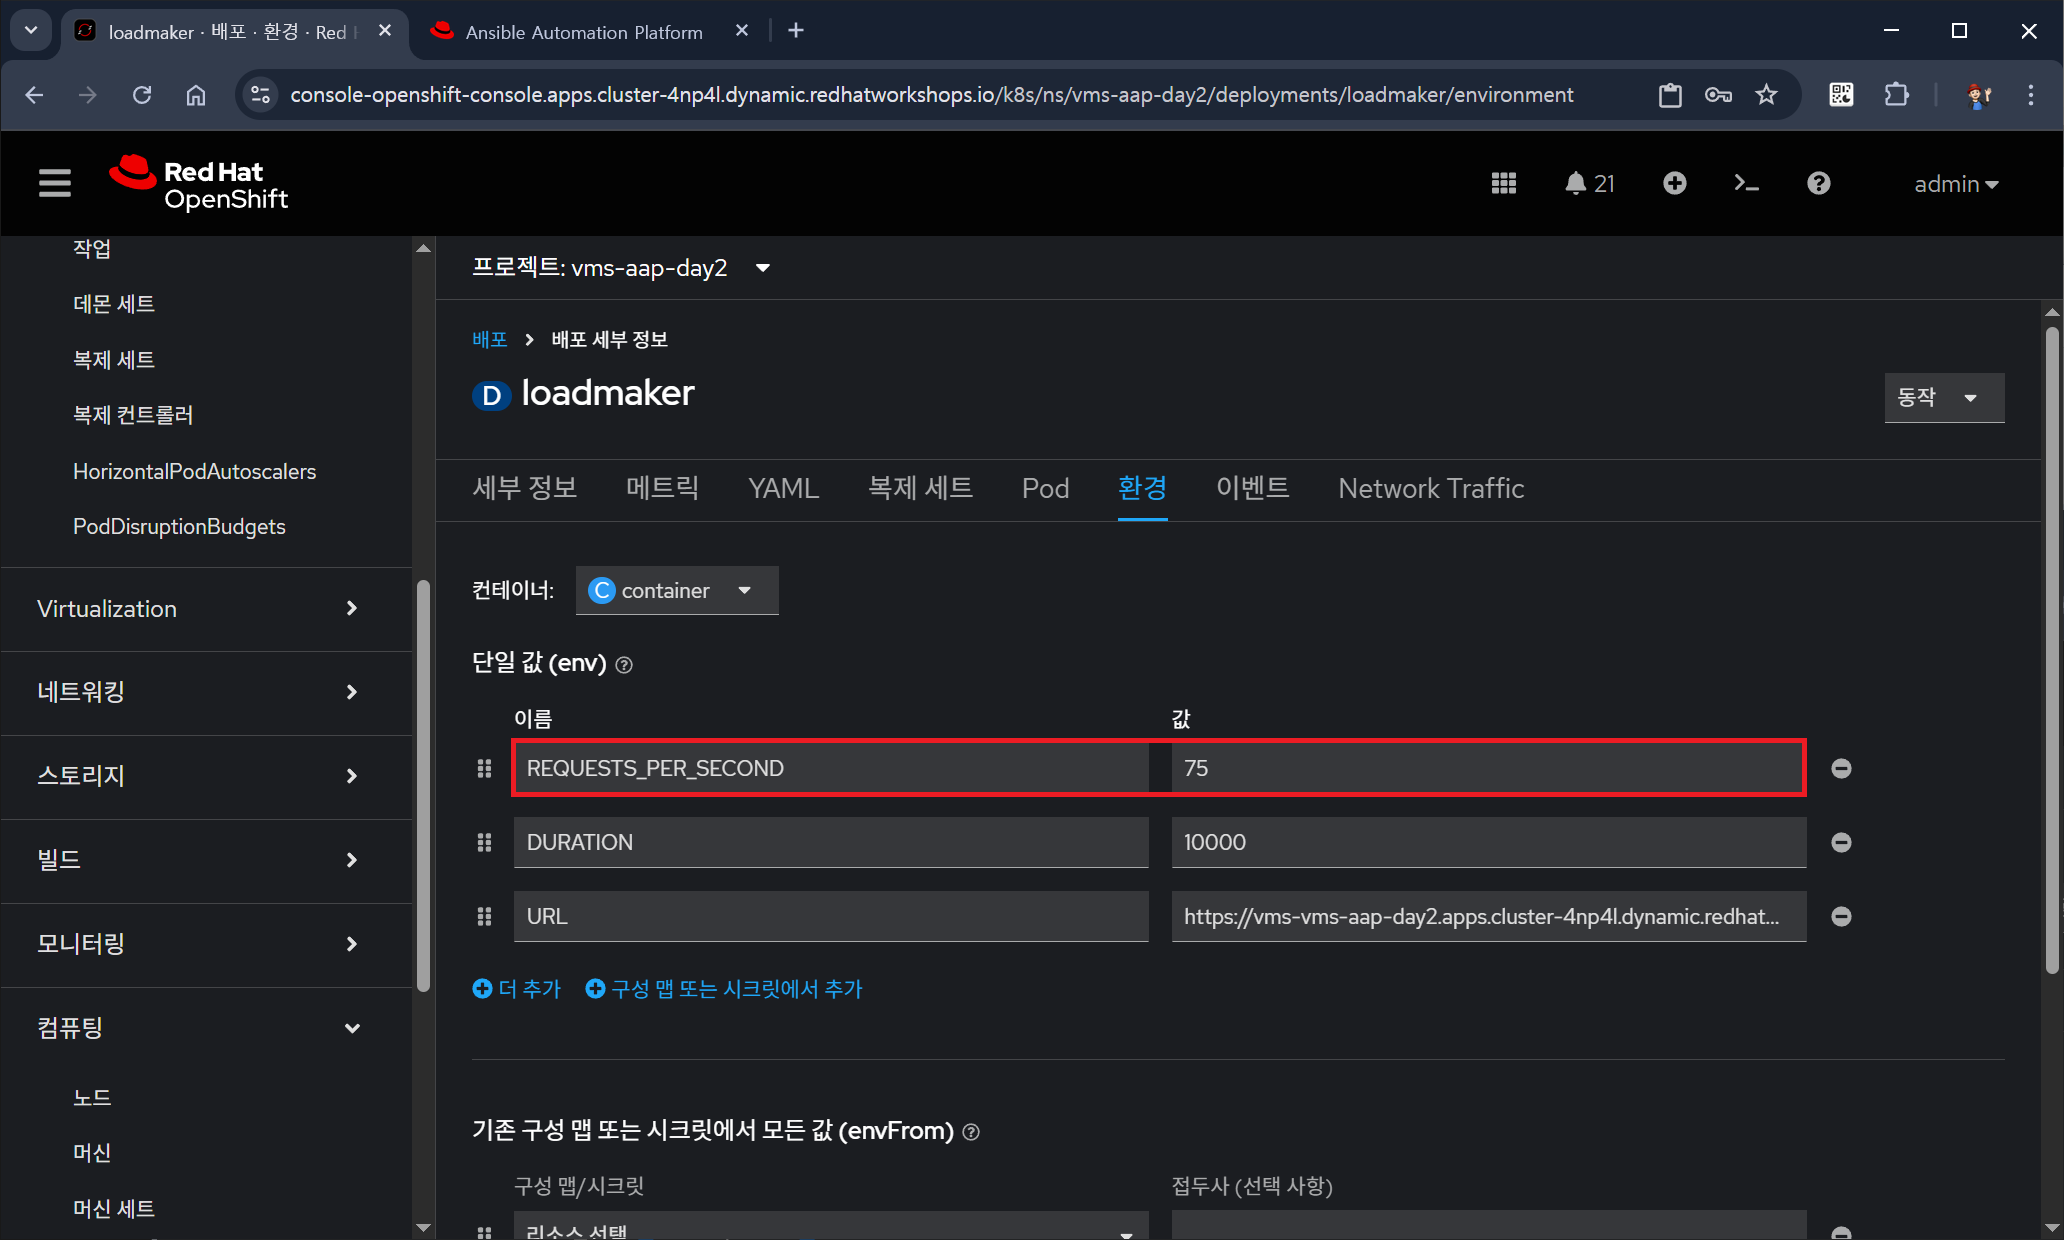 loadmaker · 배포 · 환경 · Red H
Ansible Automation Platform
console-openshift-console.apps.cluster-4np4l.dynamic.redhatworkshops.io/k8s/ns/vms-aap-day2/deployments/loadmaker/environment
Red Hat
OpenShift
21
admin
작업
데몬 세트
복제 세트
복제 컨트롤러
HorizontalPodAutoscalers
PodDisruptionBudgets
Virtualization
네트워킹
스토리지
빌드
모니터링
컴퓨팅
노드
머신
머신 세트
프로젝트: vms-aap-day2
배포 > 배포 세부 정보
D loadmaker
동작
세부 정보 메트릭 YAML 복제 세트 Pod 환경 이벤트 Network Traffic
컨테이너: C container
단일 값 (env)
이름 값
REQUESTS_PER_SECOND 75
DURATION 10000
URL https://vms-vms-aap-day2.apps.cluster-4np4l.dynamic.redhat...
더 추가 구성 맵 또는 시크릿에서 추가
기존 구성 맵 또는 시크릿에서 모든 값 (envFrom)
구성 맵/시크릿 접두사 (선택 사항)
리소스 선택